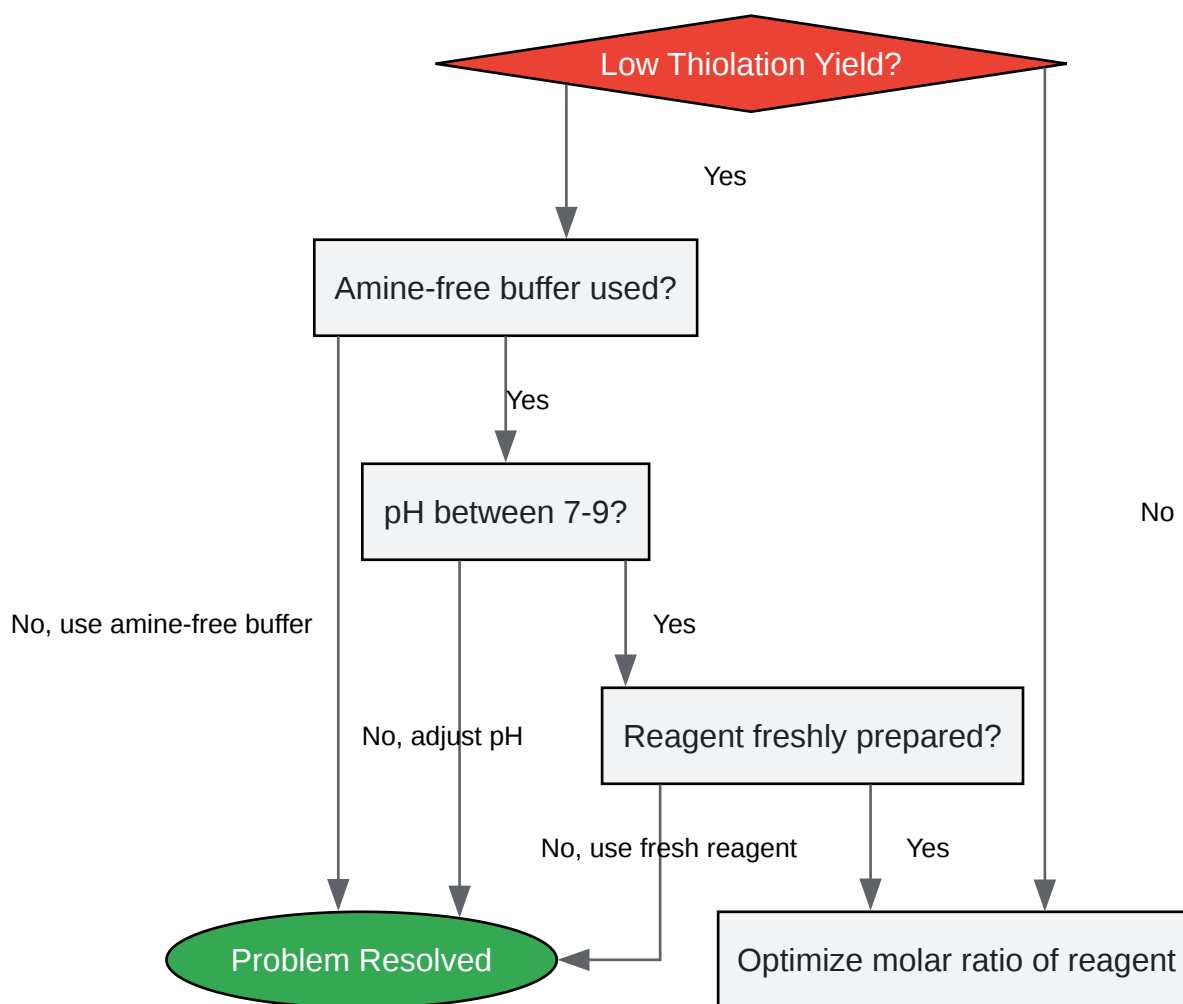 Low Thiolation Yield?
Yes
Amine-free buffer used?
Yes
pH between 7-9?
No
No, use amine-free buffer
Yes
No, adjust pH
Reagent freshly prepared?
No, use fresh reagent
Yes
Problem Resolved
Optimize molar ratio of reagent